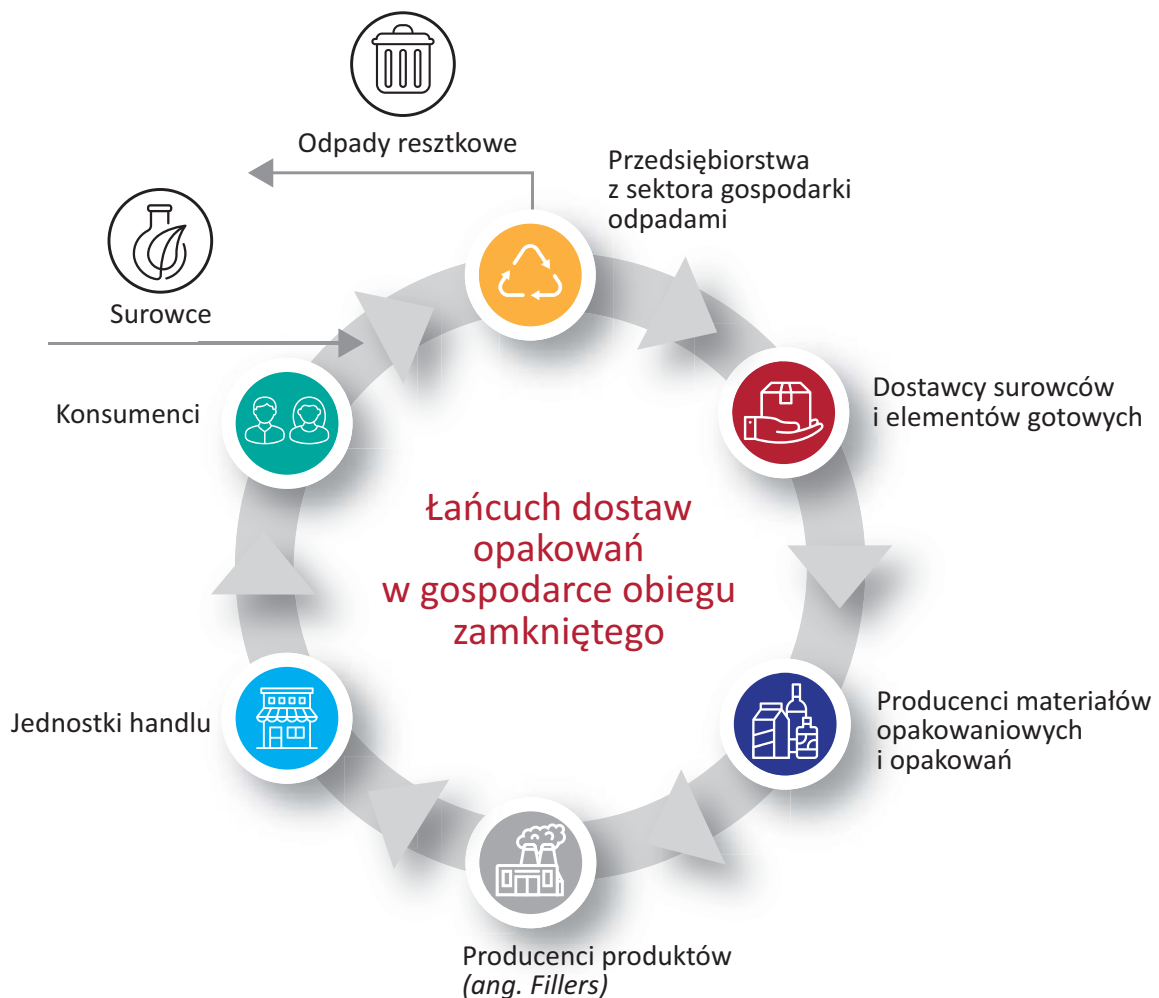 Odpady resztkowe
Przedsiębiorstwa
z sektora gospodarki
odpadami
Surowce
Konsumenci
Dostawcy surowców
i elementów gotowych
Łańcuch dostaw
opakowań
w gospodarce obiegu
zamkniętego
Jednostki handlu
Producenci materiałów
opakowaniowych
i opakowań
Producenci produktów
(ang. Fillers)